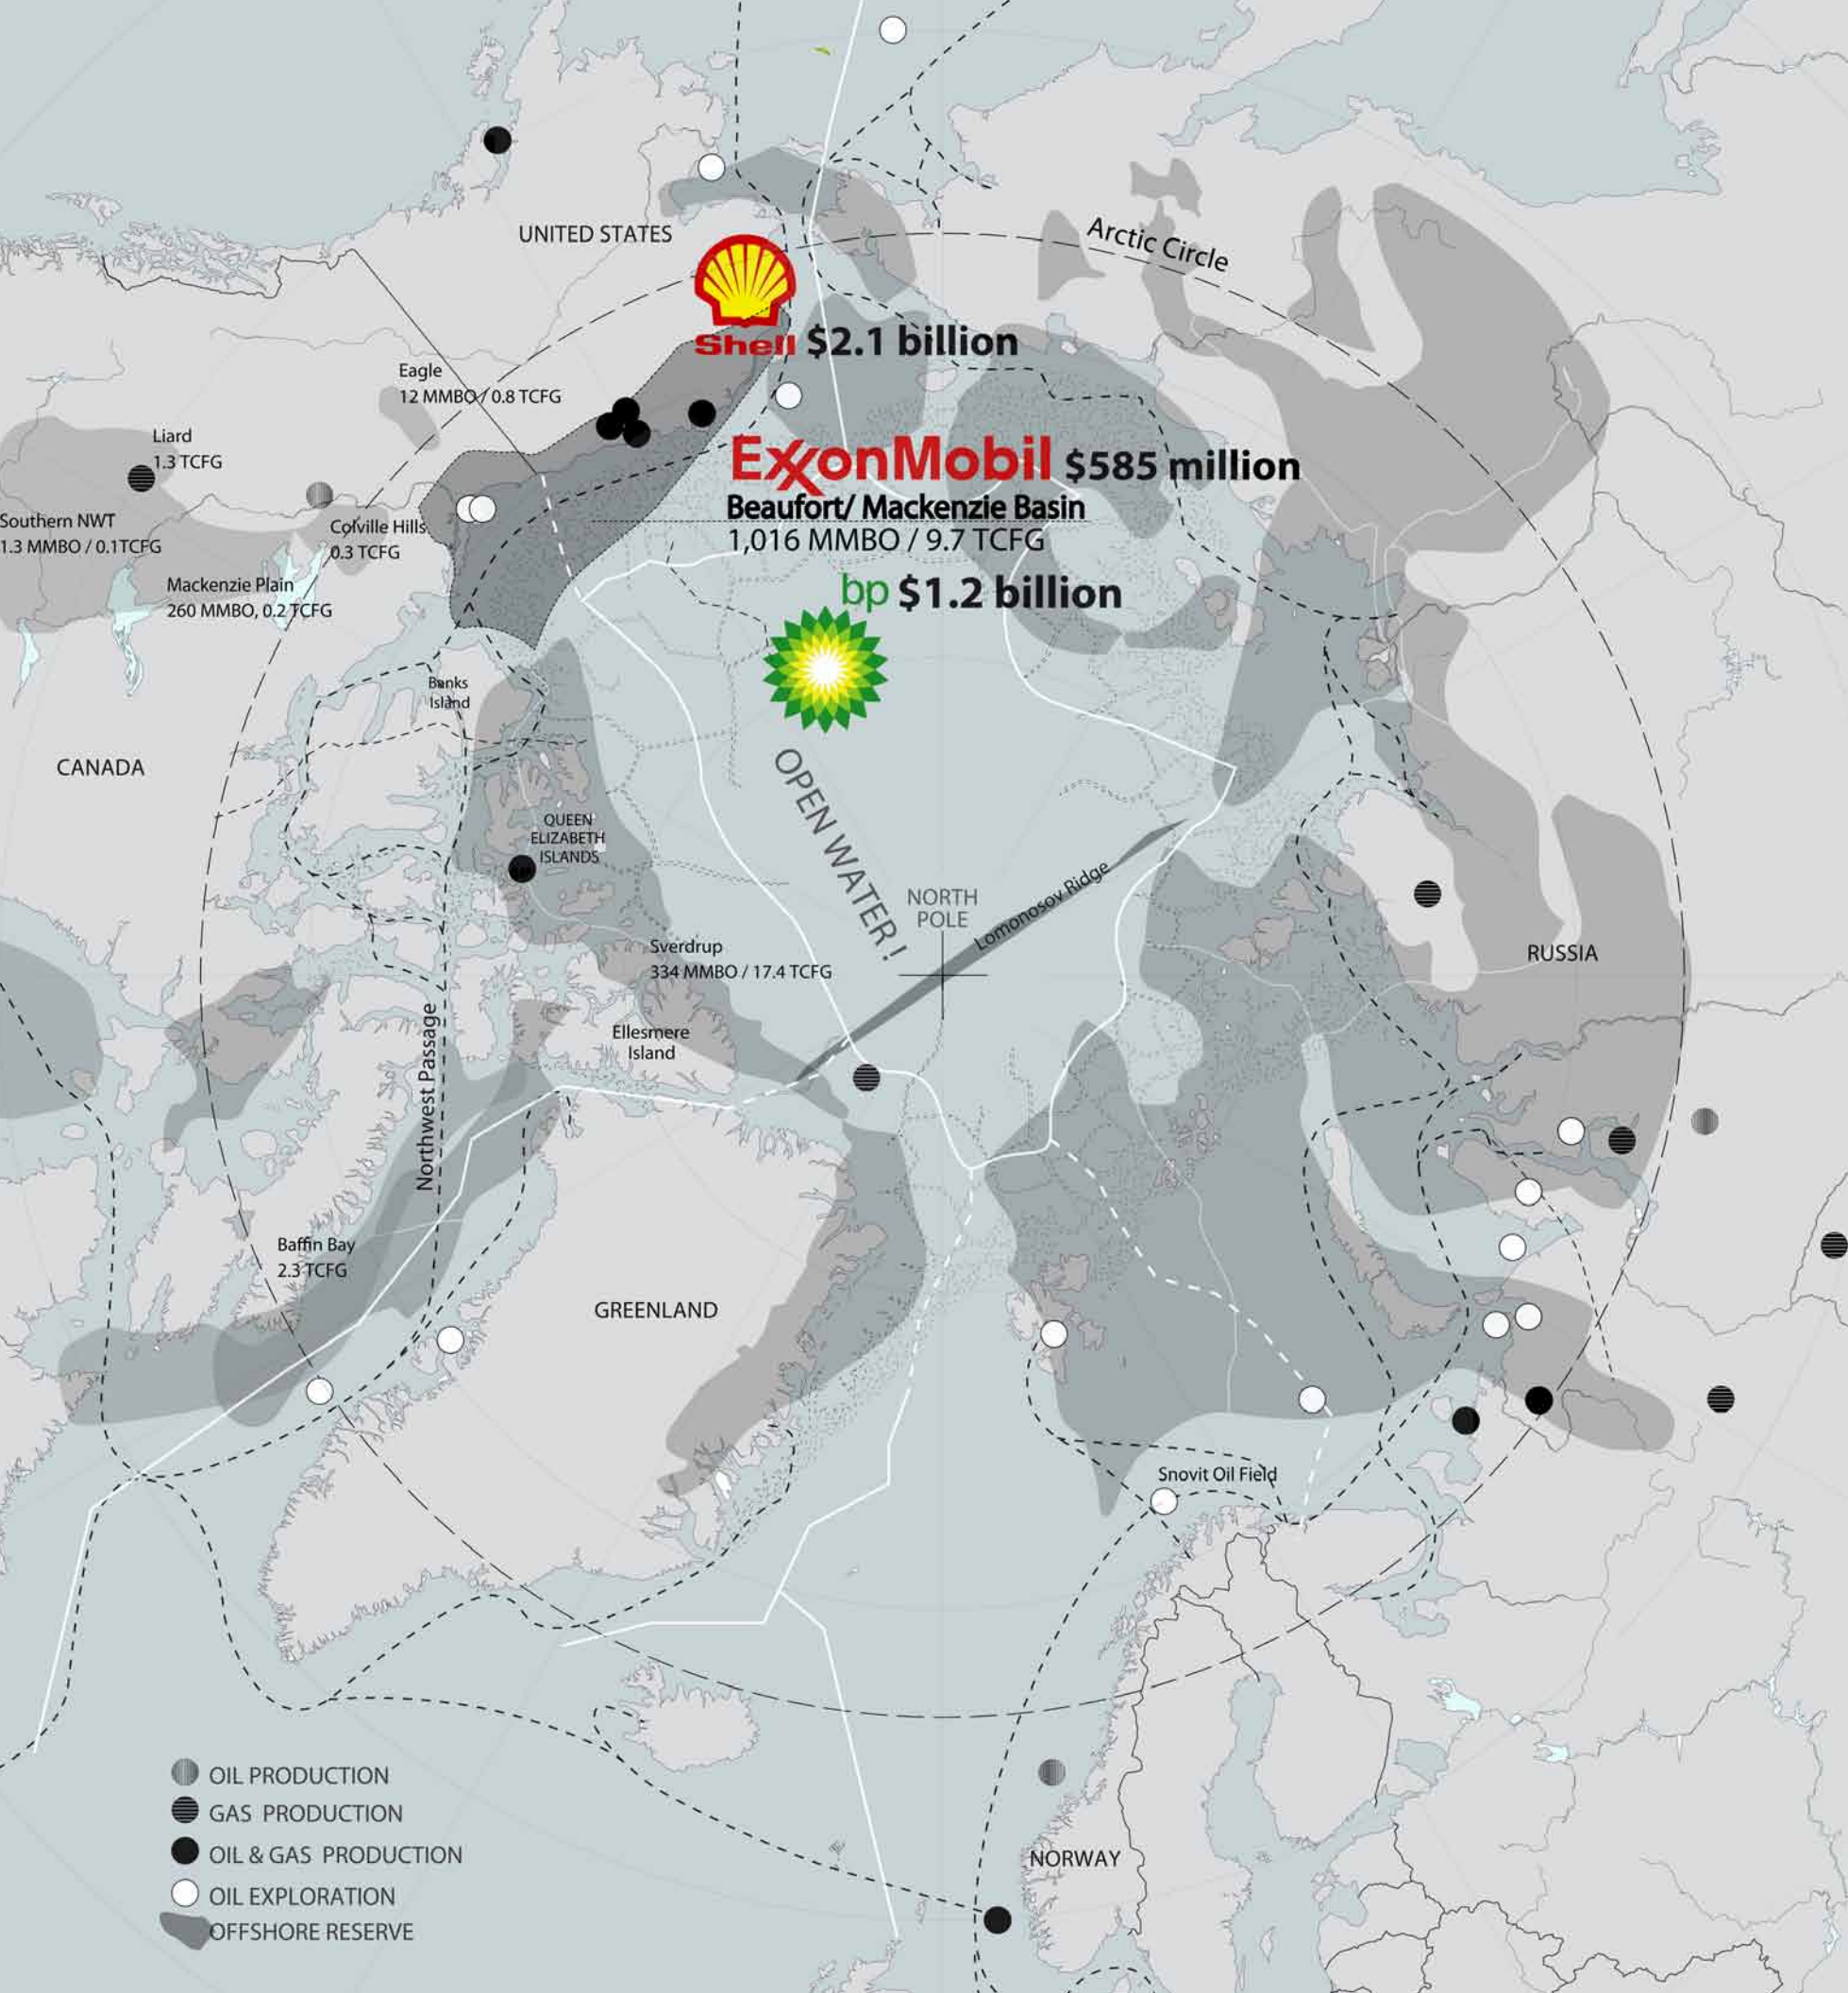 UNITED STATES
Arctic Circle
Shell $2.1 billion
Eagle
12 MMBO / 0.8 TCFG
Liard
1.3 TCFG
ExxonMobil $585 million
Beaufort/ Mackenzie Basin
1,016 MMBO / 9.7 TCFG
Southern NWT
1.3 MMBO / 0.1TCFG
Colville Hills
0.3 TCFG
Mackenzie Plain
260 MMBO, 0.2 TCFG
bp $1.2 billion
Banks
Island
CANADA
OPEN WATER !
QUEEN
ELIZABETH
ISLANDS
NORTH
POLE
Lomonosov Ridge
Sverdrup
334 MMBO / 17.4 TCFG
RUSSIA
Ellesmere
Island
Northwest Passage
Baffin Bay
2.3 TCFG
GREENLAND
Snovit Oil Field
OIL PRODUCTION
GAS PRODUCTION
OIL & GAS PRODUCTION
OIL EXPLORATION
OFFSHORE RESERVE
NORWAY